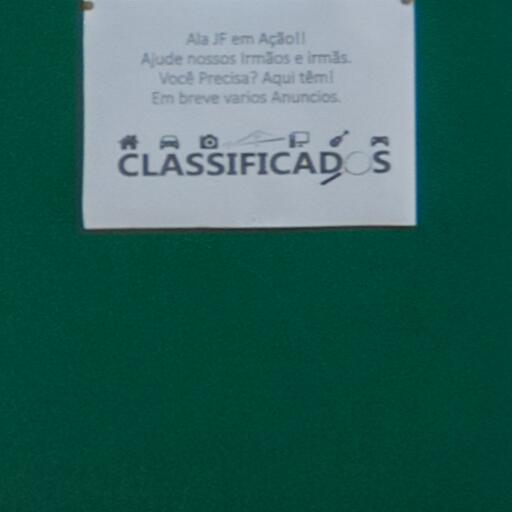 Ala JF em Ação!!
Ajude nossos Irmãos e irmãs.
Você Precisa? Aqui têm!
Em breve varios Anuncios.
CLASSIFICADOS